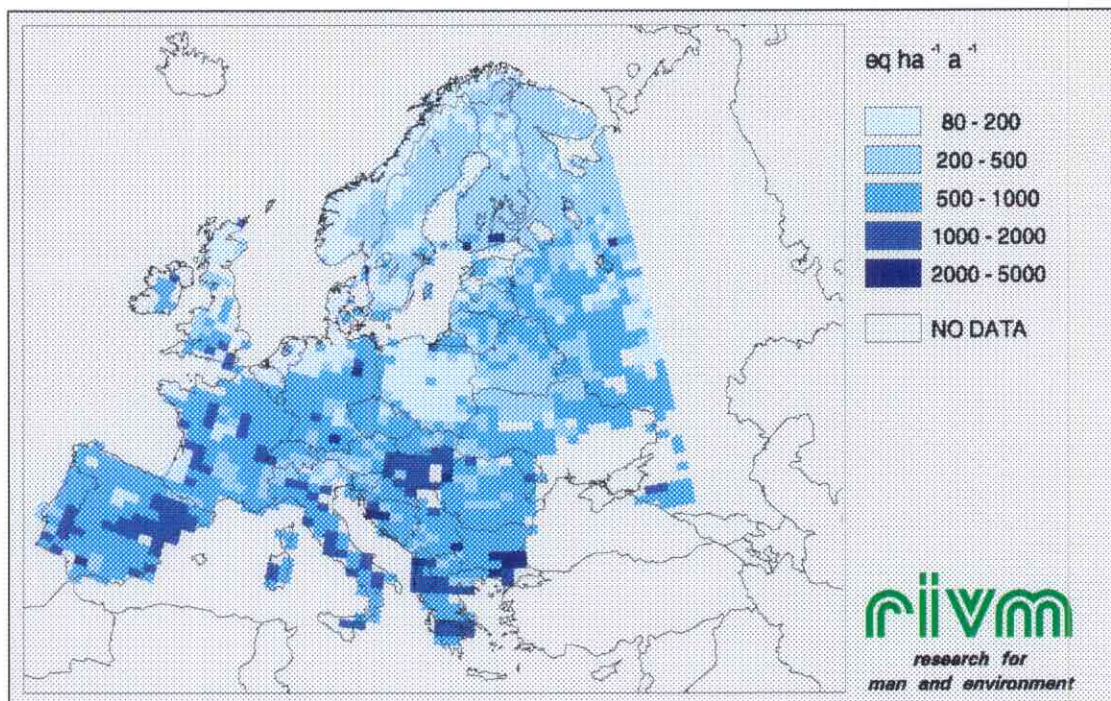 eq ha⁻¹ a⁻¹
80 - 200
200 - 500
500 - 1000
1000 - 2000
2000 - 5000
NO DATA
riivm
research for
man and environment